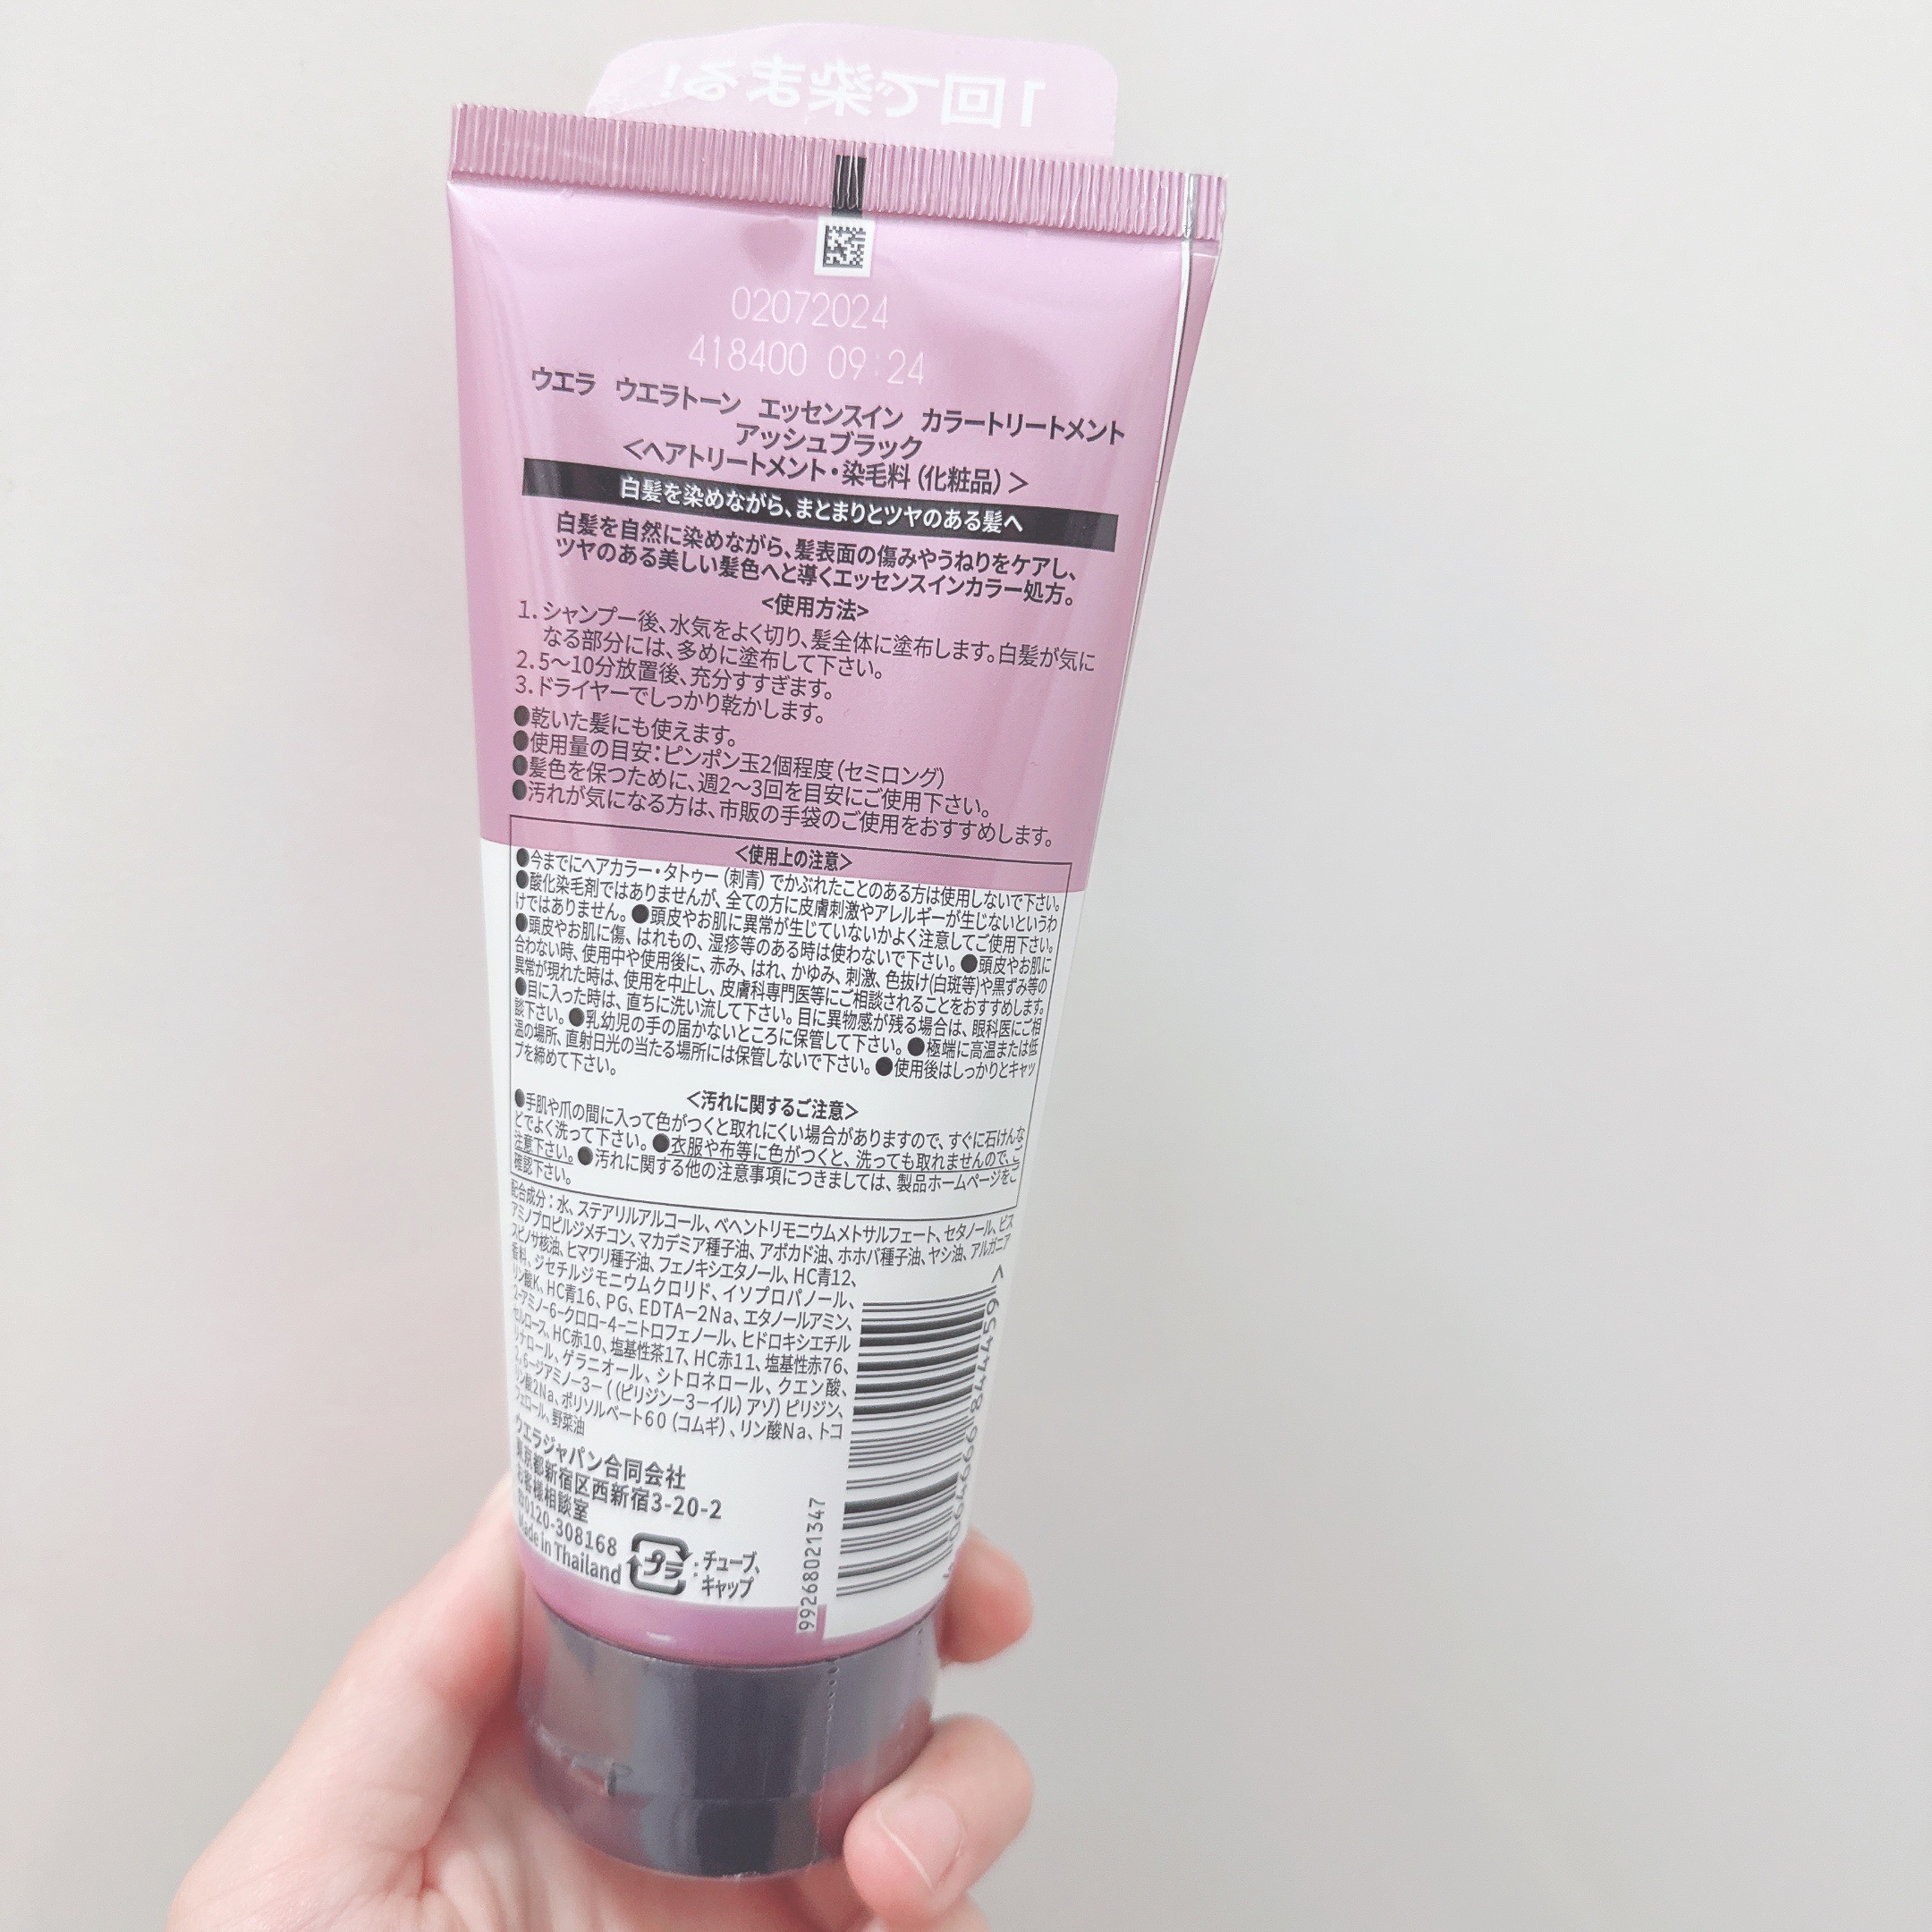 1回で染まる!
02072024
418400 09:24
ウエラ ウエラトーン エッセンスイン カラートリートメント
アッシュブラック
＜ヘアトリートメント・染毛料（化粧品）＞
白髪を染めながら、まとまりとツヤのある髪へ
白髪を自然に染めながら、髪表面の傷みやうねりをケアし、
ツヤのある美しい髪色へと導くエッセンスインカラー処方。
<使用方法>
1. シャンプー後、水気をよく切り、髪全体に塗布します。白髪が気に
なる部分には、多めに塗布して下さい。
2. 5〜10分放置後、充分すすぎます。
3. ドライヤーでしっかり乾かします。
●乾いた髪にも使えます。
●使用量の目安：ピンポン玉2個程度（セミロング）
●髪色を保つために、週2〜3回を目安にご使用下さい。
●汚れが気になる方は、市販の手袋のご使用をおすすめします。
＜使用上の注意＞
●今までにヘアカラー・タトゥー（刺青）でかぶれたことのある方は使用しないで下さい。
●酸化染毛剤ではありませんが、全ての方に皮膚刺激やアレルギーが生じないというわ
けではありません。●頭皮やお肌に異常が生じていないかよく注意してご使用下さい。
●頭皮やお肌に傷、はれもの、湿疹等のある時は使わないで下さい。●頭皮やお肌に
合わない時、使用中や使用後に、赤み、はれ、かゆみ、刺激、色抜け(白斑等)や黒ずみ等の
異常が現れた時は、使用を中止し、皮膚科専門医等にご相談されることをおすすめします。
●目に入った時は、直ちに洗い流して下さい。目に異物感が残る場合は、眼科医にご相
談下さい。●乳幼児の手の届かないところに保管して下さい。●極端に高温または低
温の場所、直射日光の当たる場所には保管しないで下さい。●使用後はしっかりとキャッ
プを締めて下さい。
＜汚れに関するご注意＞
●手肌や爪の間に入って色がつくと取れにくい場合がありますので、すぐに石けんな
どでよく洗って下さい。●衣服や布等に色がつくと、洗っても取れませんので、ご
注意下さい。●汚れに関する他の注意事項につきましては、製品ホームページをご
確認下さい。
配合成分：水、ステアリルアルコール、ベヘントリモニウムメトサルフェート、セタノール、ビス
アミノプロピルジメチコン、マカデミア種子油、アボカド油、ホホバ種子油、ヤシ油、アルガニア
スピノサ核油、ヒマワリ種子油、フェノキシエタノール、HC青12、
香料、ジセチルジモニウムクロリド、イソプロパノール、
リン酸K、HC青16、PG、EDTA-2Na、エタノールアミン、
2-アミノ-6-クロロ-4-ニトロフェノール、ヒドロキシエチル
セルロース、HC赤10、塩基性茶17、HC赤11、塩基性赤76、
リナロール、ゲラニオール、シトロネロール、クエン酸、
2,6-ジアミノ-3-（（ピリジン-3-イル）アゾ）ピリジン、
リン酸2Na、ポリソルベート60（コムギ）、リン酸Na、トコ
フェロール、野菜油
ウエラジャパン合同会社
東京都新宿区西新宿3-20-2
お客様相談室
☎0120-308168
Made in Thailand
プラ：チューブ、
キャップ
99268021347